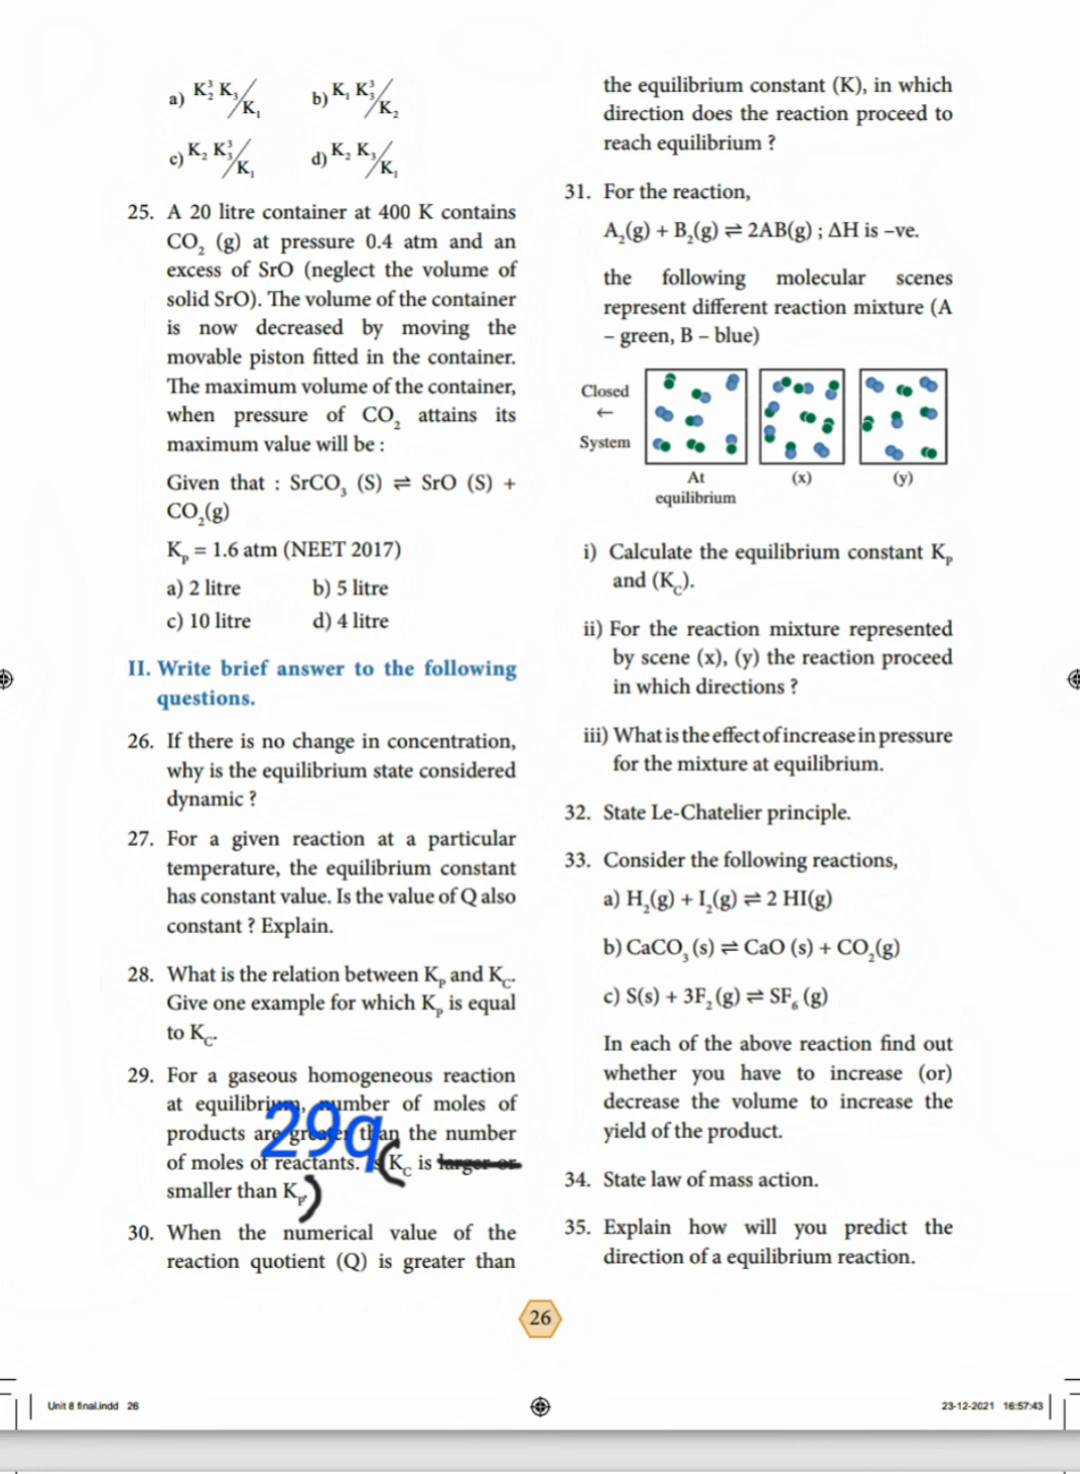 a) K₂³ K₃/K₁ b) K₁ K₃³/K₂
c) K₂ K₃³/K₁ d) K₂ K₃/K₁
25. A 20 litre container at 400 K contains
CO₂ (g) at pressure 0.4 atm and an
excess of SrO (neglect the volume of
solid SrO). The volume of the container
is now decreased by moving the
movable piston fitted in the container.
The maximum volume of the container,
when pressure of CO₂ attains its
maximum value will be :
Given that : SrCO₃ (S) ⇌ SrO (S) +
CO₂(g)
Kₚ = 1.6 atm (NEET 2017)
a) 2 litre b) 5 litre
c) 10 litre d) 4 litre
II. Write brief answer to the following
questions.
26. If there is no change in concentration,
why is the equilibrium state considered
dynamic ?
27. For a given reaction at a particular
temperature, the equilibrium constant
has constant value. Is the value of Q also
constant ? Explain.
28. What is the relation between Kₚ and K_C.
Give one example for which Kₚ is equal
to K_C.
29. For a gaseous homogeneous reaction
at equilibrium, number of moles of
products are greater than the number
of moles of reactants. Is K_c is larger or
smaller than Kₚ.
29q
( )
30. When the numerical value of the
reaction quotient (Q) is greater than
the equilibrium constant (K), in which
direction does the reaction proceed to
reach equilibrium ?
31. For the reaction,
A₂(g) + B₂(g) ⇌ 2AB(g) ; ΔH is –ve.
the following molecular scenes
represent different reaction mixture (A
– green, B – blue)
Closed
←
System
At
equilibrium
(x)
(y)
i) Calculate the equilibrium constant Kₚ
and (K_C).
ii) For the reaction mixture represented
by scene (x), (y) the reaction proceed
in which directions ?
iii) What is the effect of increase in pressure
for the mixture at equilibrium.
32. State Le-Chatelier principle.
33. Consider the following reactions,
a) H₂(g) + I₂(g) ⇌ 2 HI(g)
b) CaCO₃ (s) ⇌ CaO (s) + CO₂(g)
c) S(s) + 3F₂ (g) ⇌ SF₆ (g)
In each of the above reaction find out
whether you have to increase (or)
decrease the volume to increase the
yield of the product.
34. State law of mass action.
35. Explain how will you predict the
direction of a equilibrium reaction.
26
Unit 8 final.indd 26
23-12-2021 16:57:43